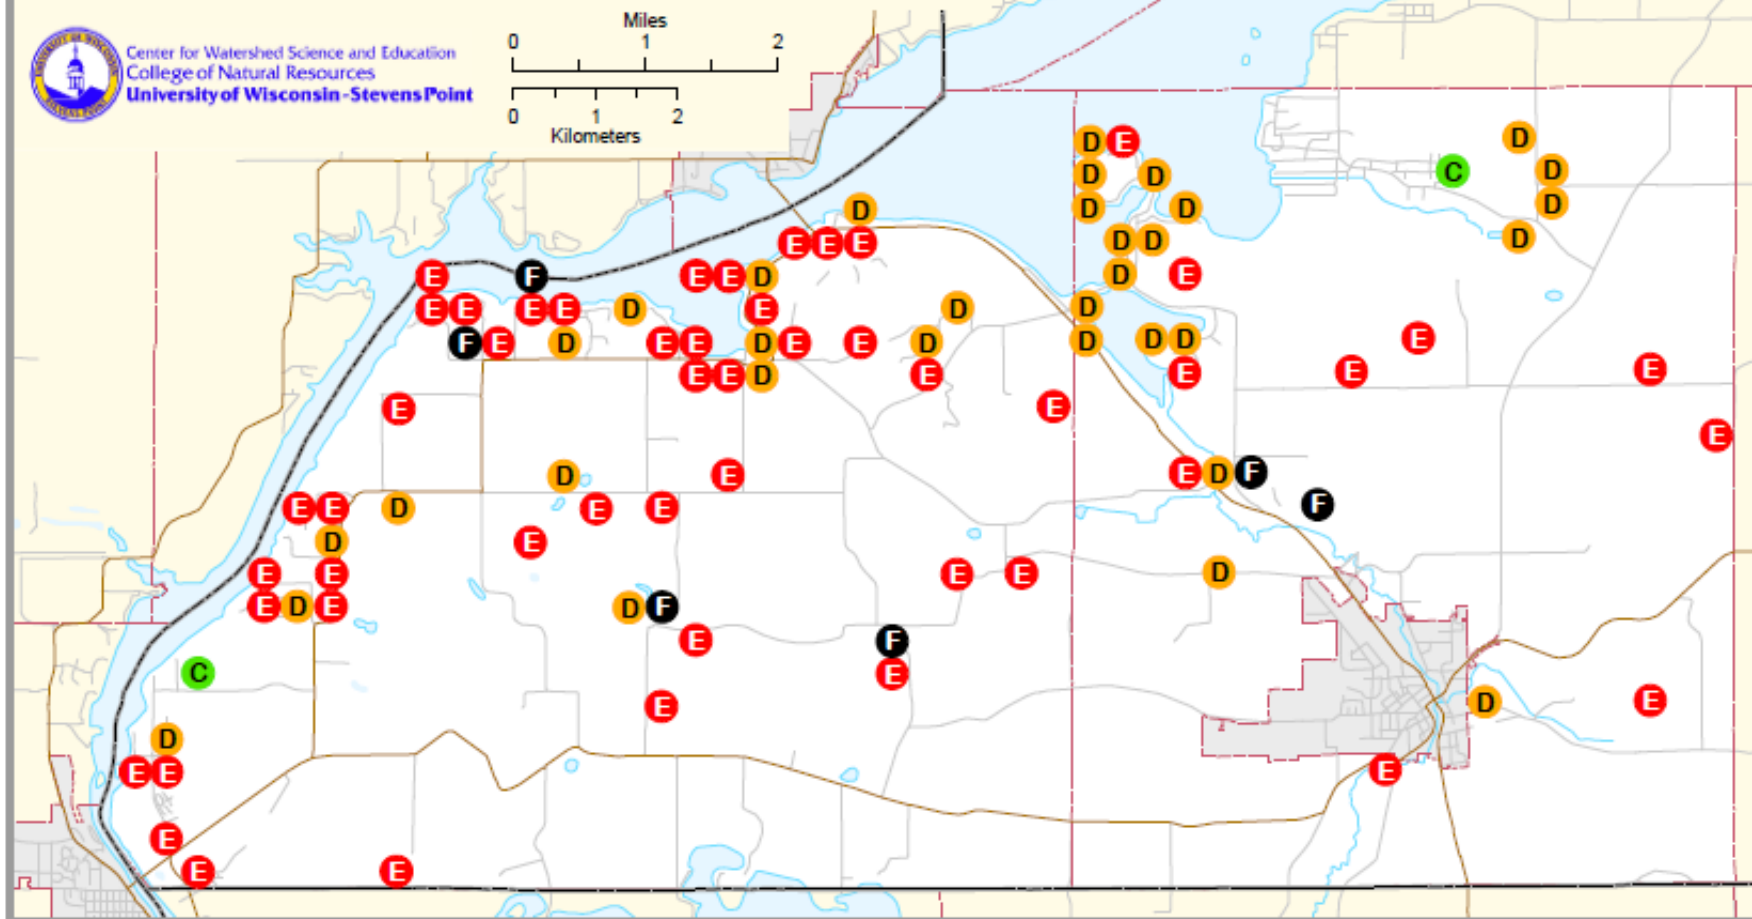 Miles
0 1 2
Center for Watershed Science and Education
College of Natural Resources
University of Wisconsin-Stevens Point
0 1 2
Kilometers
D E D
C D
D D
D D D D
D
E E E D D
E F E E D E
E E E E D E D D
F E D E E D E E D D D D E
E E D E E E E
E E
E
D E E D F
E E D E E F
D E
E E E E D
E D E D F
E F
C E
E D E
D
E E E
E
E E